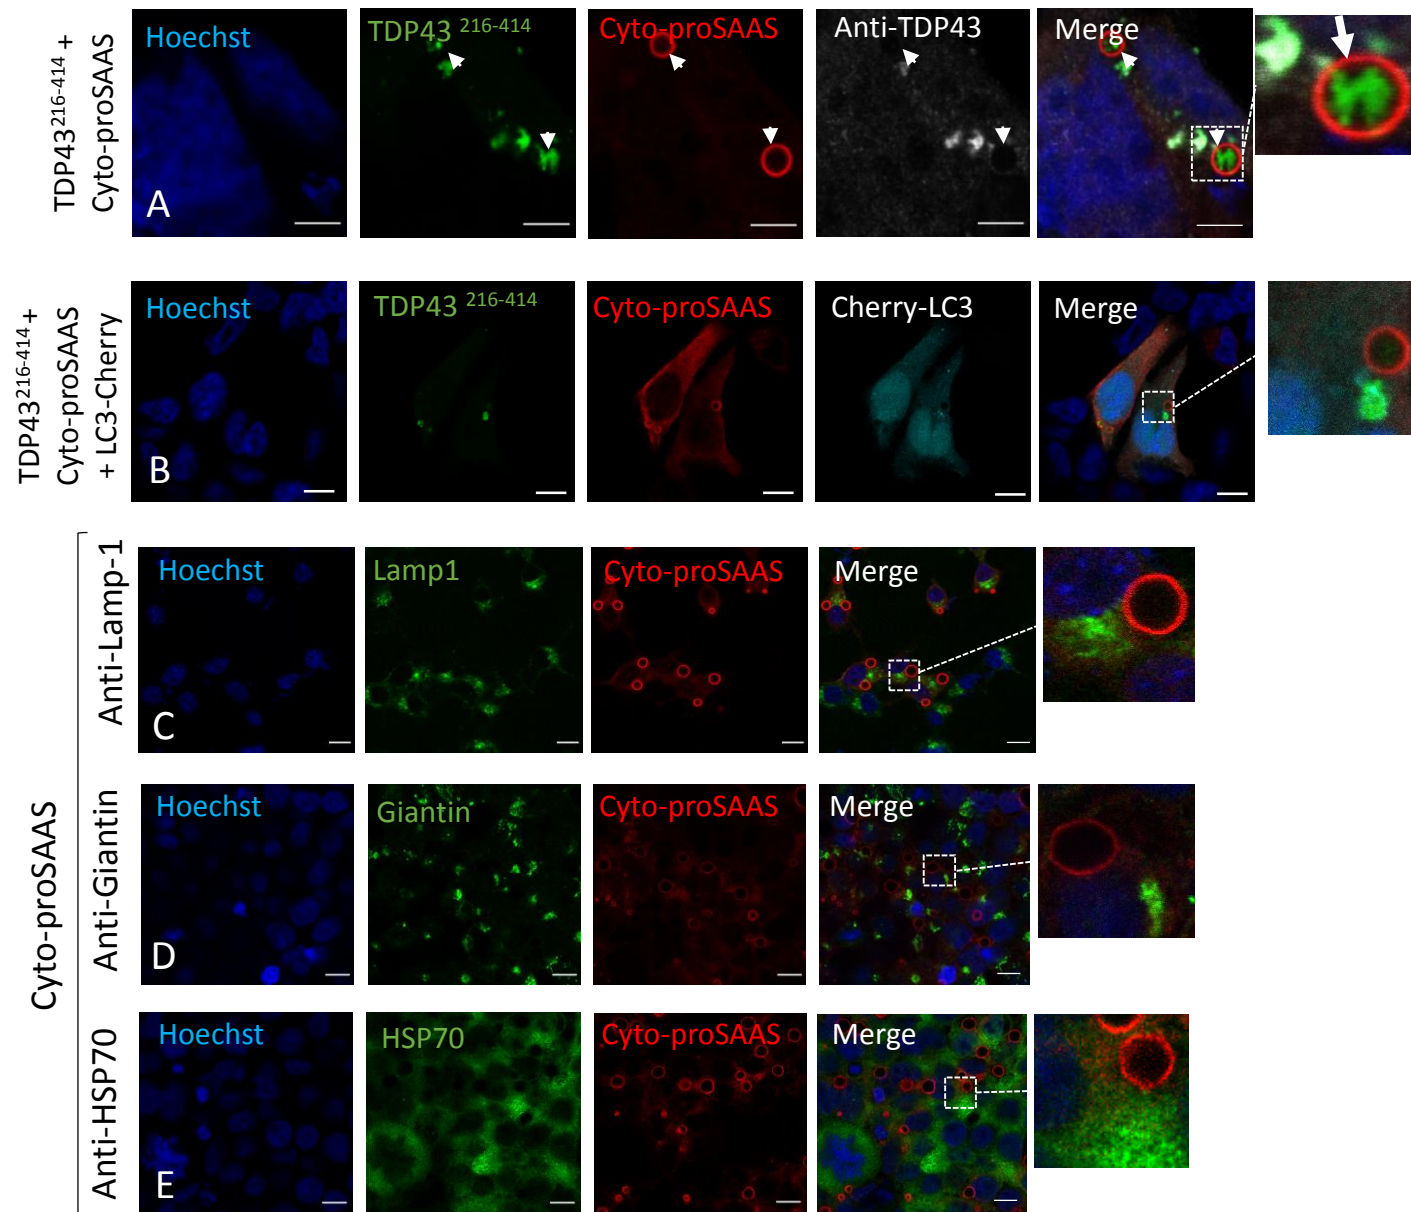 TDP43216-414 +
Cyto-proSAAS
Hoechst
TDP43 216-414
Cyto-proSAAS
Anti-TDP43
Merge
A
TDP43216-414 +
Cyto-proSAAS
+ LC3-Cherry
Hoechst
TDP43 216-414
Cyto-proSAAS
Cherry-LC3
Merge
B
Cyto-proSAAS
Anti-Lamp-1
Hoechst
Lamp1
Cyto-proSAAS
Merge
C
Anti-Giantin
Hoechst
Giantin
Cyto-proSAAS
Merge
D
Anti-HSP70
Hoechst
HSP70
Cyto-proSAAS
Merge
E